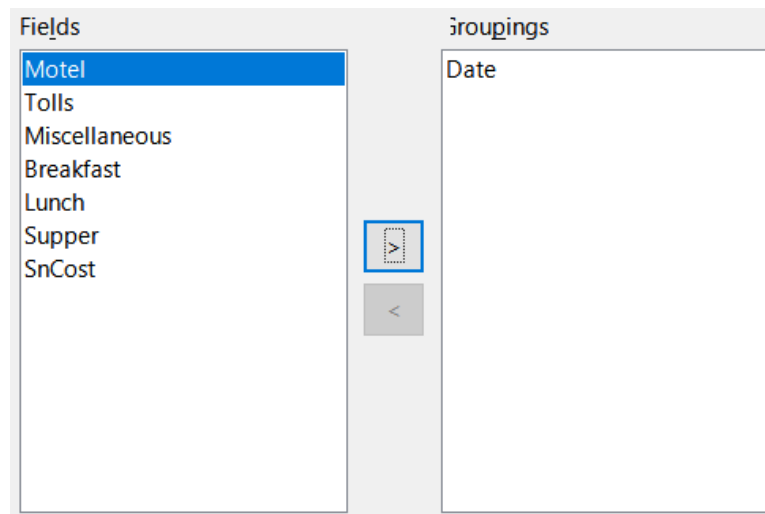 Fields
Groupings
Motel
Tolls
Miscellaneous
Breakfast
Lunch
Supper
SnCost
Date
>
<